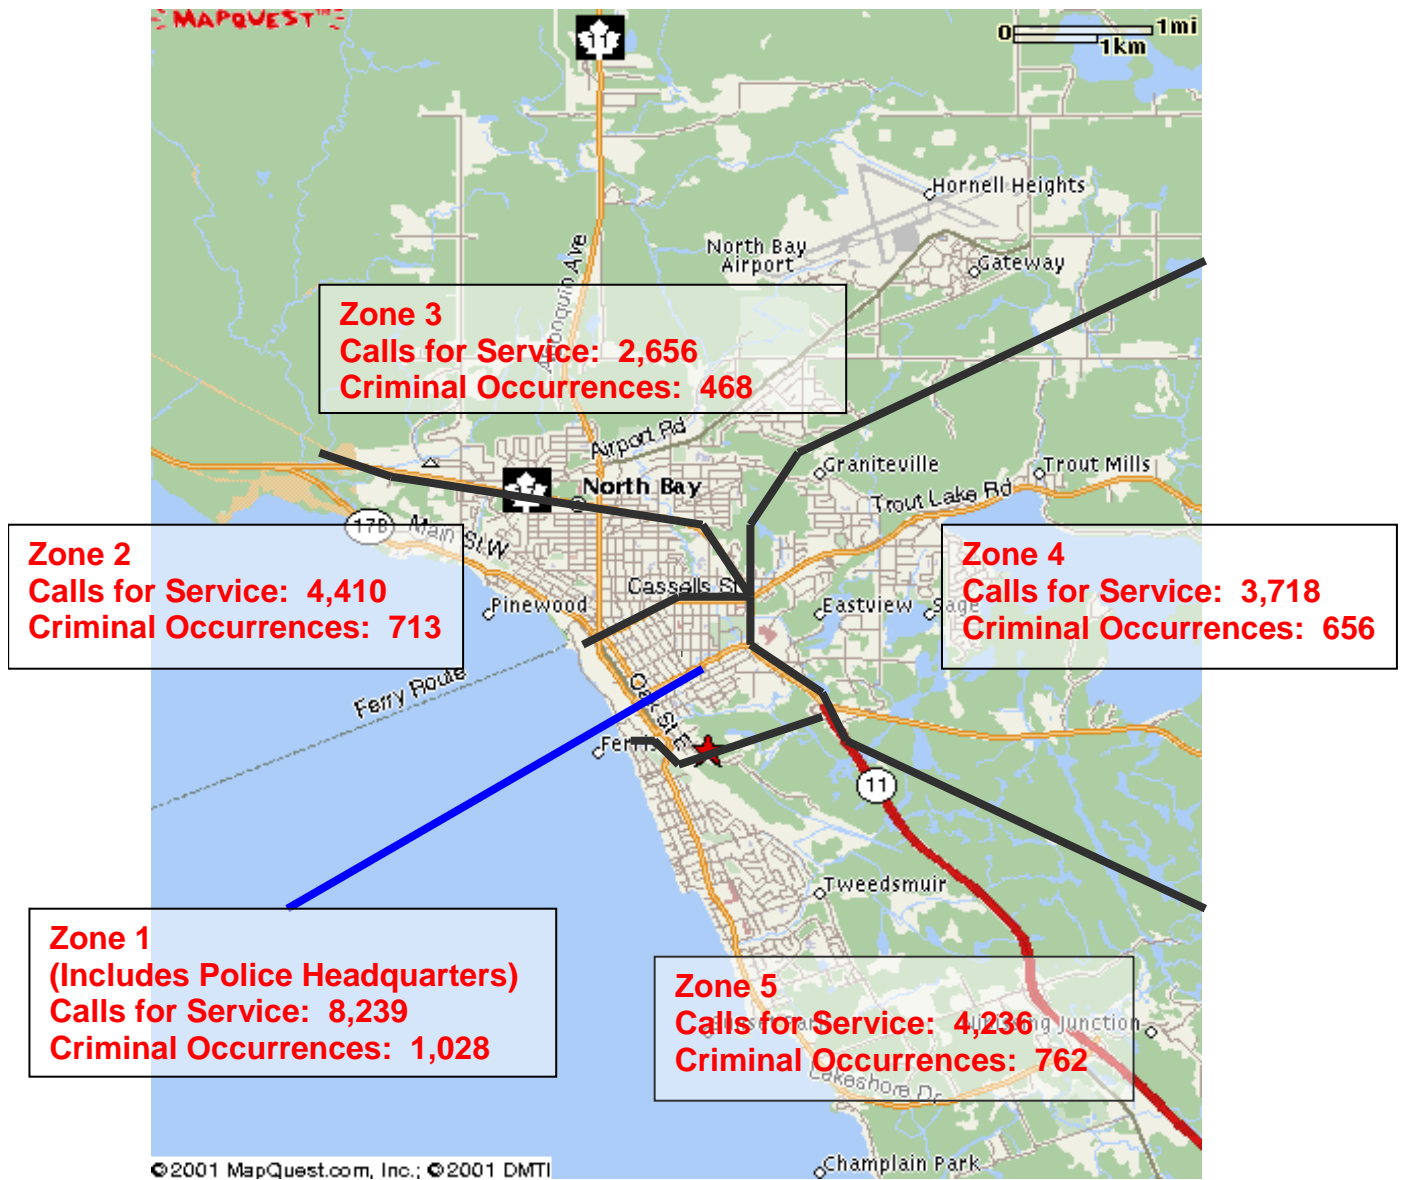 MAPQUEST™
11
0 1mi
1km
Hornell Heights
North Bay
Airport
Gateway
Algonquin Ave
Zone 3
Calls for Service: 2,656
Criminal Occurrences: 468
Airport Rd
Graniteville
Trout Mills
North Bay
Trout Lake Rd
17B
Main St W
Zone 2
Calls for Service: 4,410
Criminal Occurrences: 713
Zone 4
Calls for Service: 3,718
Criminal Occurrences: 656
Cassells St
Pinewood
Eastview
Sage
Ferry Route
Oak St E
Ferris
11
Tweedsmuir
Zone 1
(Includes Police Headquarters)
Calls for Service: 8,239
Criminal Occurrences: 1,028
Zone 5
Calls for Service: 4,236
Criminal Occurrences: 762
Nipissing Junction
Lakeshore Dr
Champlain Park
©2001 MapQuest.com, Inc.; ©2001 DMTI